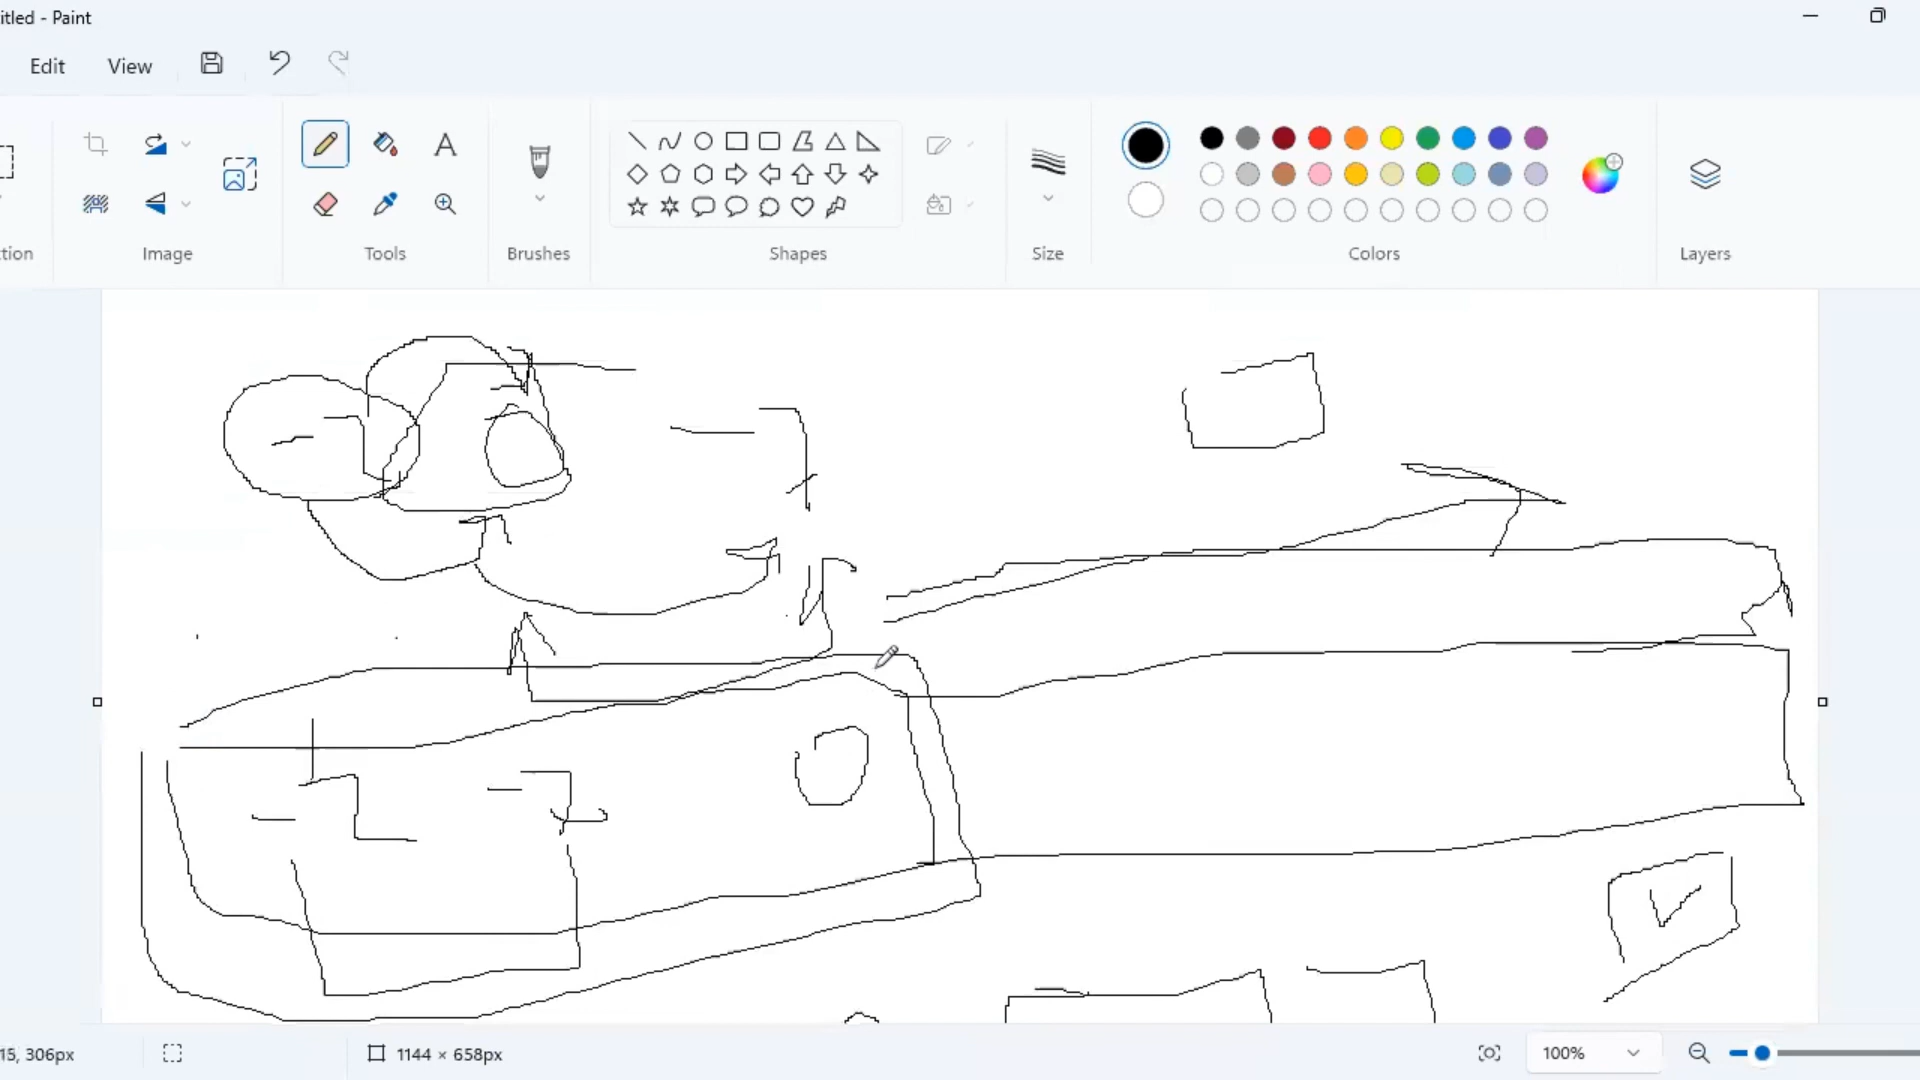 itled - Paint
Edit View
tion Image Tools Brushes Shapes Size Colors Layers
15, 306px 1144 × 658px 100%